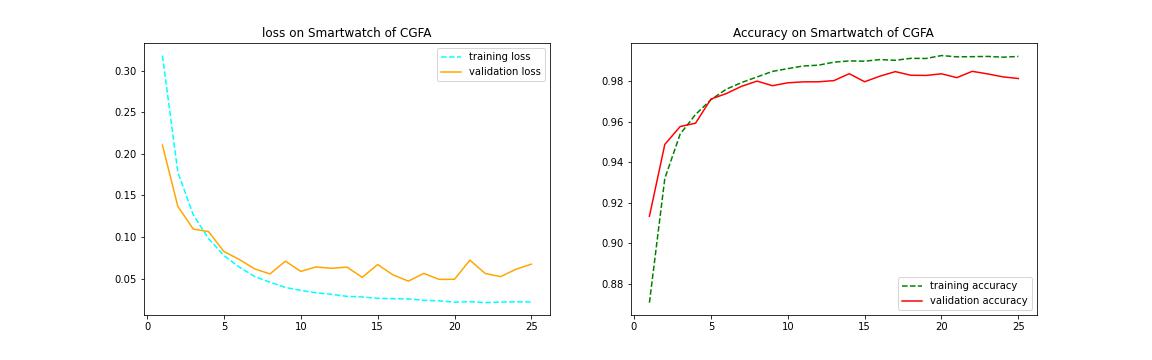 loss on Smartwatch of CGFA
0.30
0.25
0.20
0.15
0.10
0.05
0 5 10 15 20 25
training loss
validation loss
Accuracy on Smartwatch of CGFA
0.98
0.96
0.94
0.92
0.90
0.88
0 5 10 15 20 25
training accuracy
validation accuracy